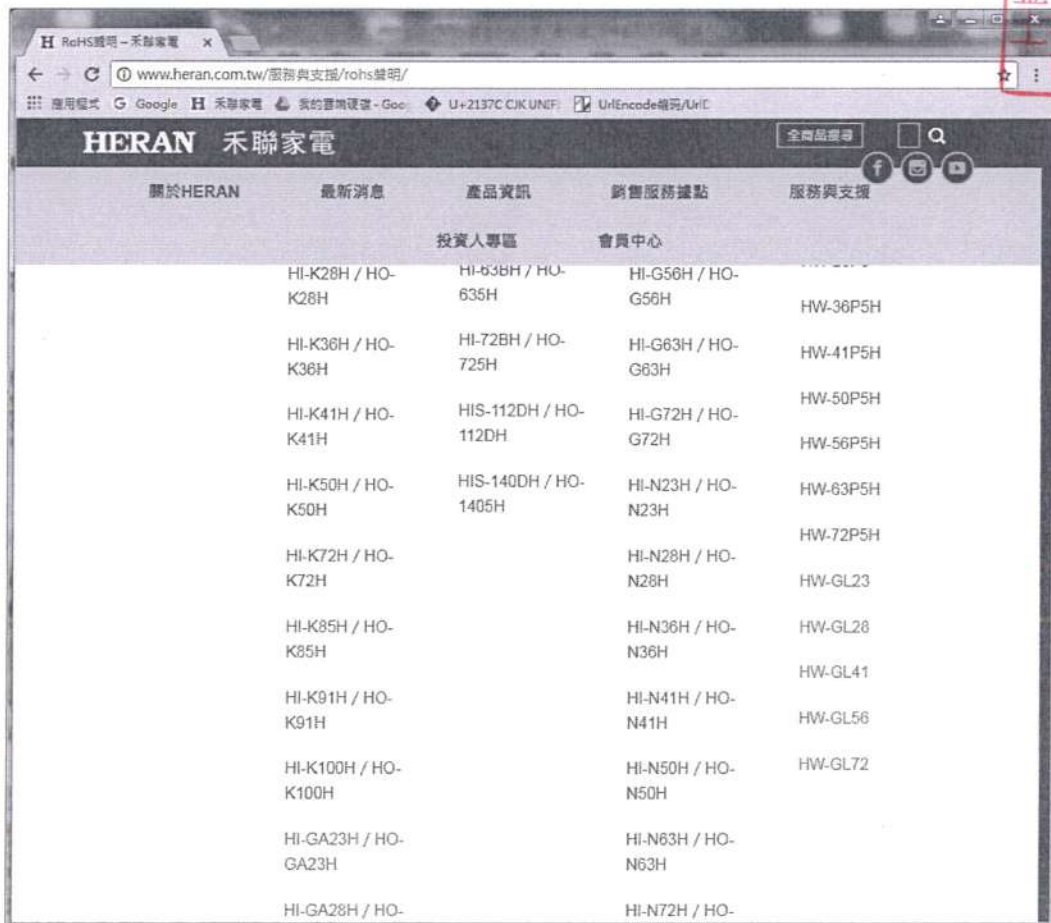 H RoHS聲明 – 禾聯家電 ×
www.heran.com.tw/服務與支援/rohs聲明/
應用程式 G Google H 禾聯家電 我的雲端硬碟 - Goo U+2137C CJK UNIF UrlEncode編码/UrlD
HERAN 禾聯家電
全商品搜尋
關於HERAN 最新消息 產品資訊 銷售服務據點 服務與支援
投資人專區 會員中心
HI-K28H / HO-
K28H
HI-K36H / HO-
K36H
HI-K41H / HO-
K41H
HI-K50H / HO-
K50H
HI-K72H / HO-
K72H
HI-K85H / HO-
K85H
HI-K91H / HO-
K91H
HI-K100H / HO-
K100H
HI-GA23H / HO-
GA23H
HI-GA28H / HO-
HI-63BH / HO-
635H
HI-72BH / HO-
725H
HIS-112DH / HO-
112DH
HIS-140DH / HO-
1405H
HI-G56H / HO-
G56H
HI-G63H / HO-
G63H
HI-G72H / HO-
G72H
HI-N23H / HO-
N23H
HI-N28H / HO-
N28H
HI-N36H / HO-
N36H
HI-N41H / HO-
N41H
HI-N50H / HO-
N50H
HI-N63H / HO-
N63H
HI-N72H / HO-
HW-36P5H
HW-41P5H
HW-50P5H
HW-56P5H
HW-63P5H
HW-72P5H
HW-GL23
HW-GL28
HW-GL41
HW-GL56
HW-GL72